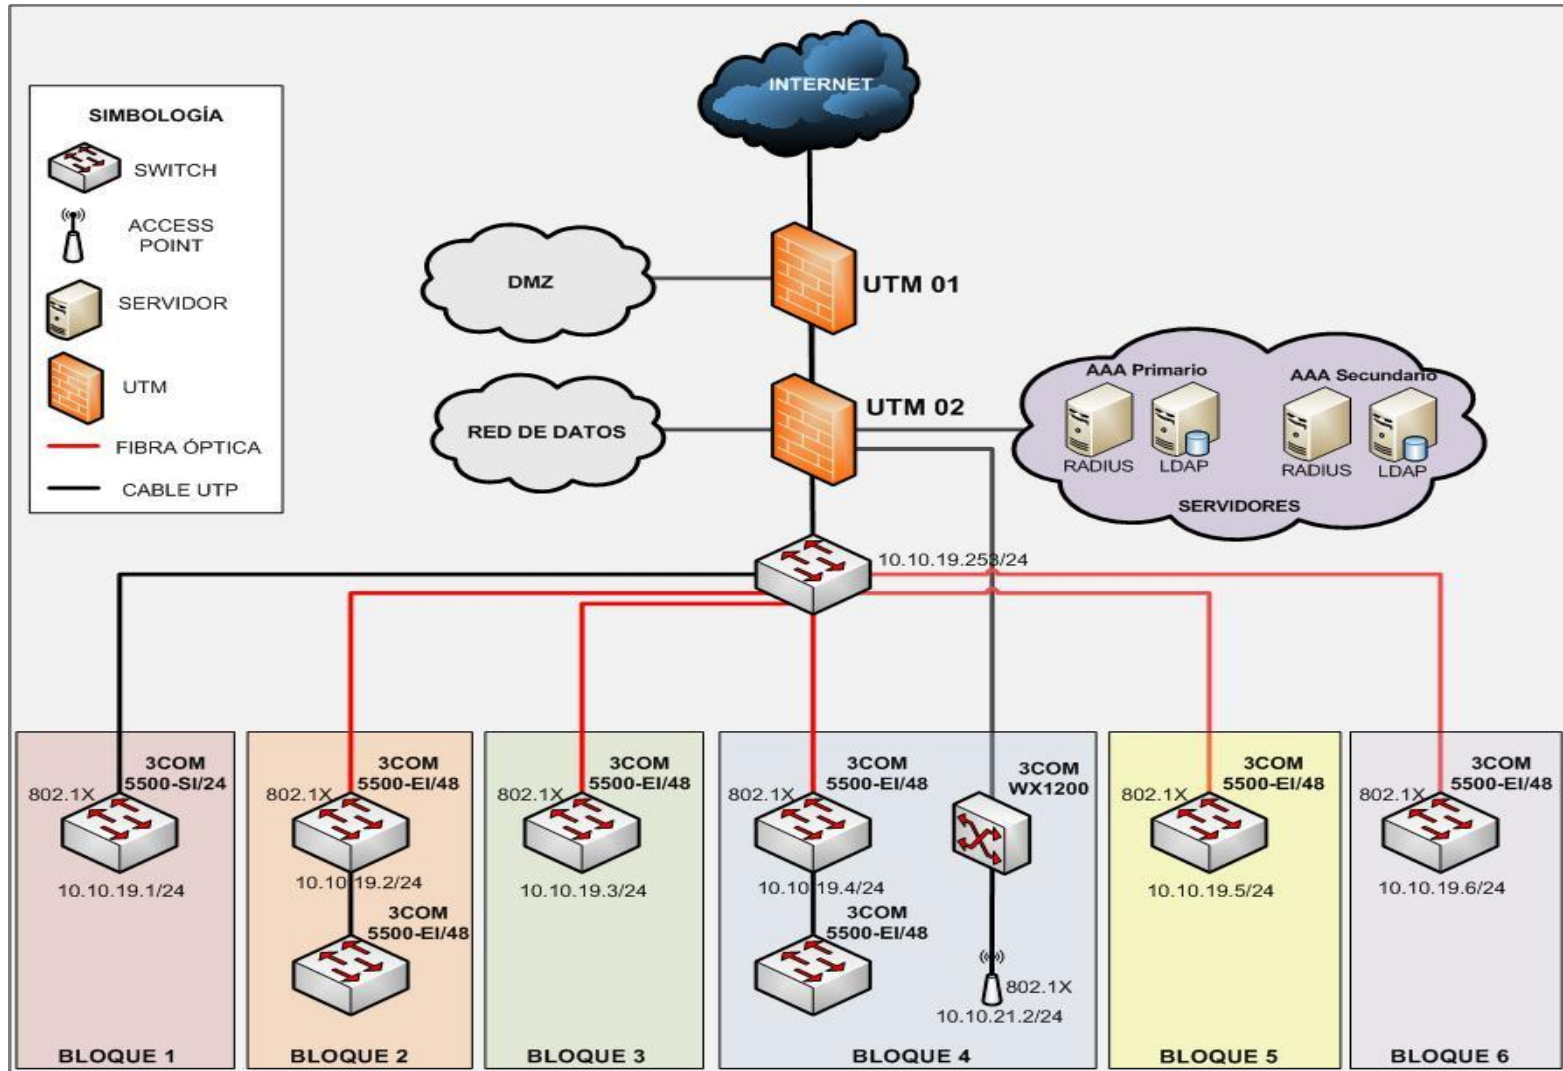 INTERNET
SIMBOLOGÍA
SWITCH
ACCESS
POINT
SERVIDOR
UTM
FIBRA ÓPTICA
CABLE UTP
DMZ
UTM 01
RED DE DATOS
UTM 02
AAA Primario
AAA Secundario
RADIUS
LDAP
RADIUS
LDAP
SERVIDORES
10.10.19.253/24
3COM
5500-SI/24
802.1X
10.10.19.1/24
BLOQUE 1
3COM
5500-EI/48
802.1X
10.10.19.2/24
3COM
5500-EI/48
BLOQUE 2
3COM
5500-EI/48
802.1X
10.10.19.3/24
BLOQUE 3
3COM
5500-EI/48
802.1X
10.10.19.4/24
3COM
5500-EI/48
3COM
WX1200
802.1X
10.10.21.2/24
BLOQUE 4
3COM
5500-EI/48
802.1X
10.10.19.5/24
BLOQUE 5
3COM
5500-EI/48
802.1X
10.10.19.6/24
BLOQUE 6